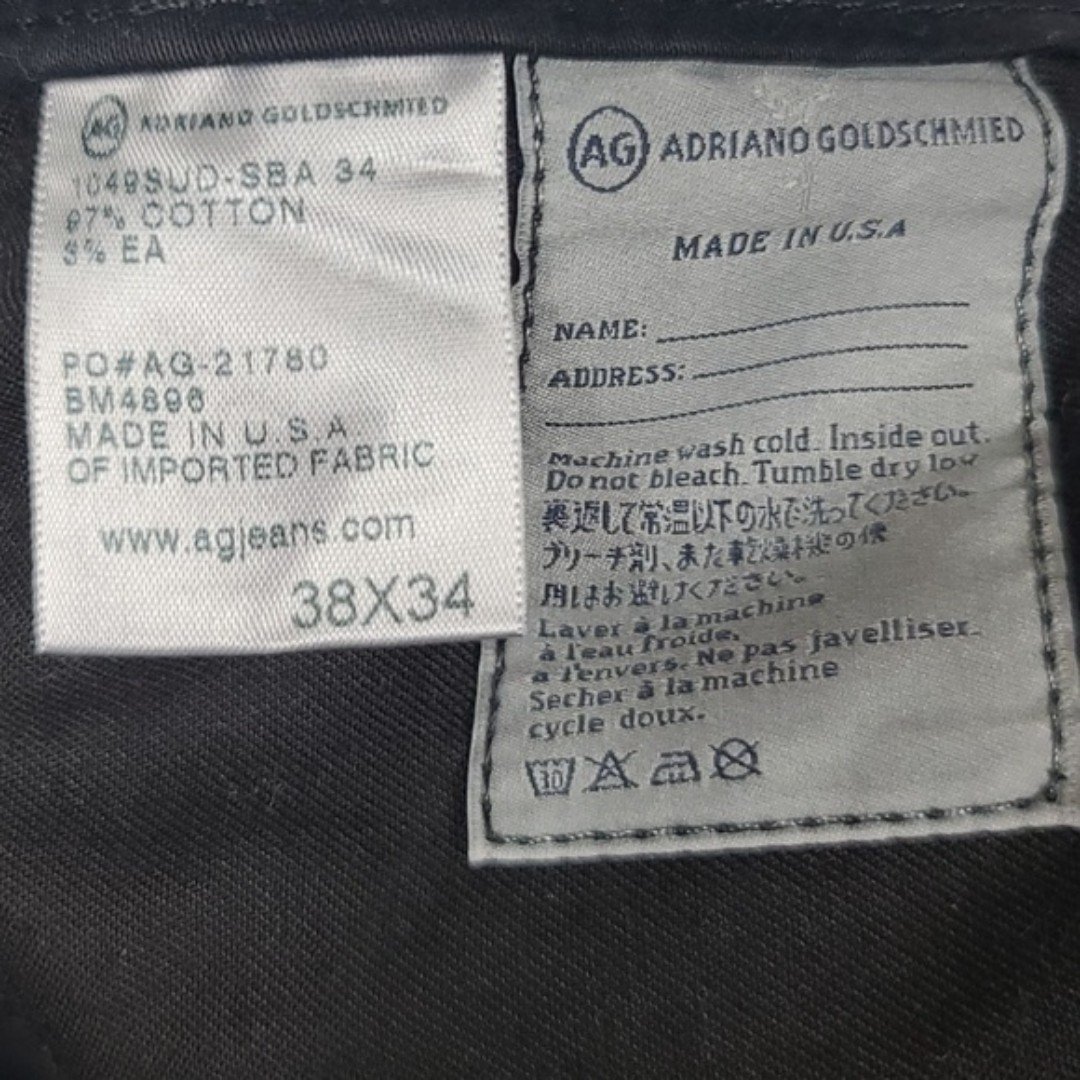 AG ADRIANO GOLDSCHMIED
1049SUD-SBA 34
97% COTTON
3% EA
PO#AG-21780
BM4896
MADE IN U.S.A
OF IMPORTED FABRIC
www.agjeans.com
38X34
AG ADRIANO GOLDSCHMIED
MADE IN U.S.A
NAME:
ADDRESS:
Machine wash cold. Inside out.
Do not bleach. Tumble dry low
裏返して常温以下の水で洗ってください。
ブリーチ剤、また乾燥機の使
用はお避けください。
Laver à la machine
à l'eau froide.
a l'envers. Ne pas javelliser.
Secher à la machine
cycle doux.
30